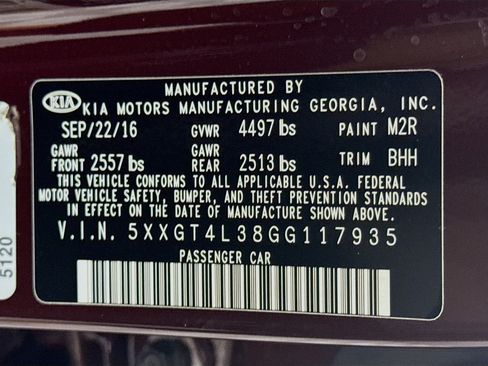 MANUFACTURED BY
KIA KIA MOTORS MANUFACTURING GEORGIA, INC.
SEP/22/16 GVWR 4497 lbs PAINT M2R
GAWR FRONT 2557 lbs GAWR REAR 2513 lbs TRIM BHH
THIS VEHICLE CONFORMS TO ALL APPLICABLE U.S.A. FEDERAL
MOTOR VEHICLE SAFETY, BUMPER, AND THEFT PREVENTION STANDARDS
IN EFFECT ON THE DATE OF MANUFACTURE SHOWN ABOVE.
V.I.N. 5XXGT4L38GG117935
PASSENGER CAR
5120